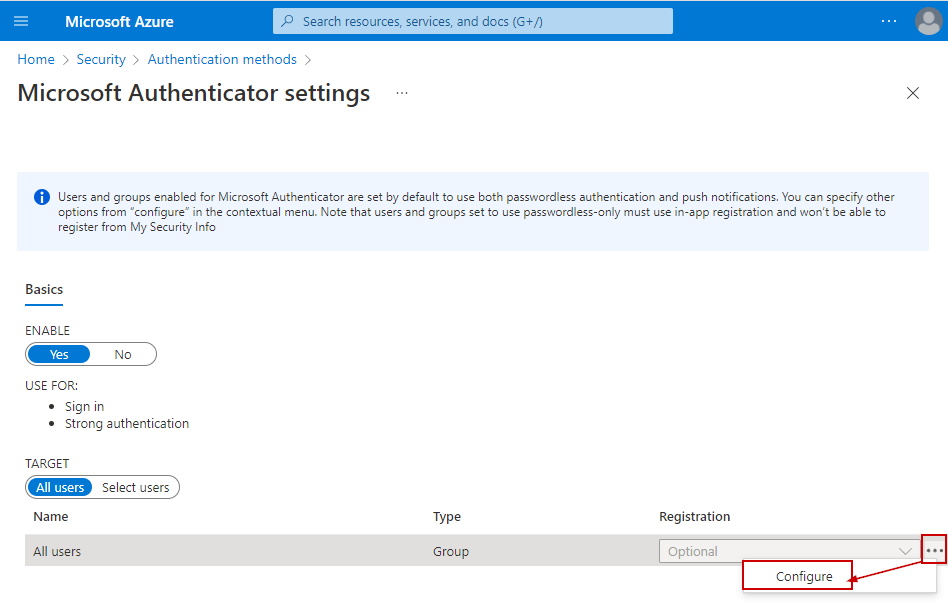 Microsoft Azure
Search resources, services, and docs (G+/)
Home > Security > Authentication methods >
Microsoft Authenticator settings ...
Users and groups enabled for Microsoft Authenticator are set by default to use both passwordless authentication and push notifications. You can specify other
options from “configure” in the contextual menu. Note that users and groups set to use passwordless-only must use in-app registration and won’t be able to
register from My Security Info
Basics
ENABLE
Yes No
USE FOR:
• Sign in
• Strong authentication
TARGET
All users Select users
Name Type Registration
All users Group Optional
Configure